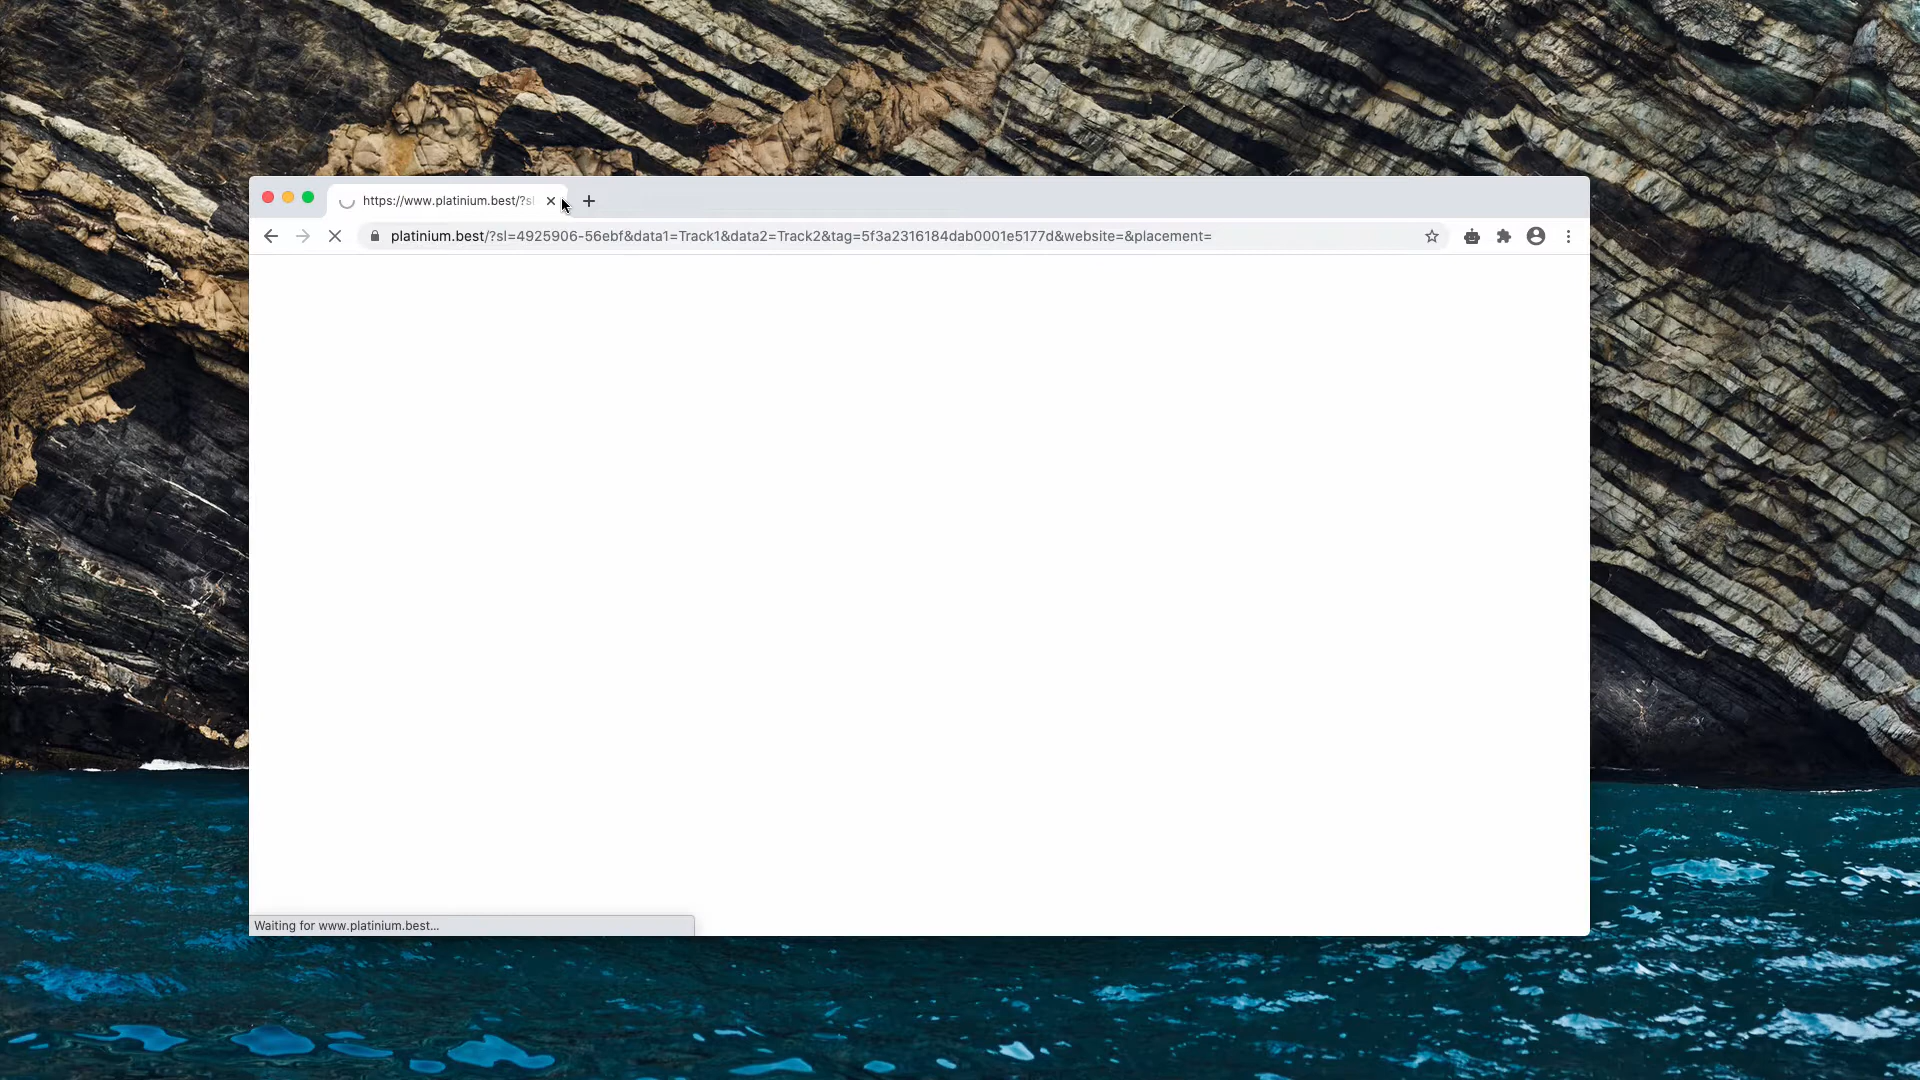 https://www.platinium.best/?sl
platinium.best/?sl=4925906-56ebf&data1=Track1&data2=Track2&tag=5f3a2316184dab0001e5177d&website=&placement=
Waiting for www.platinium.best...